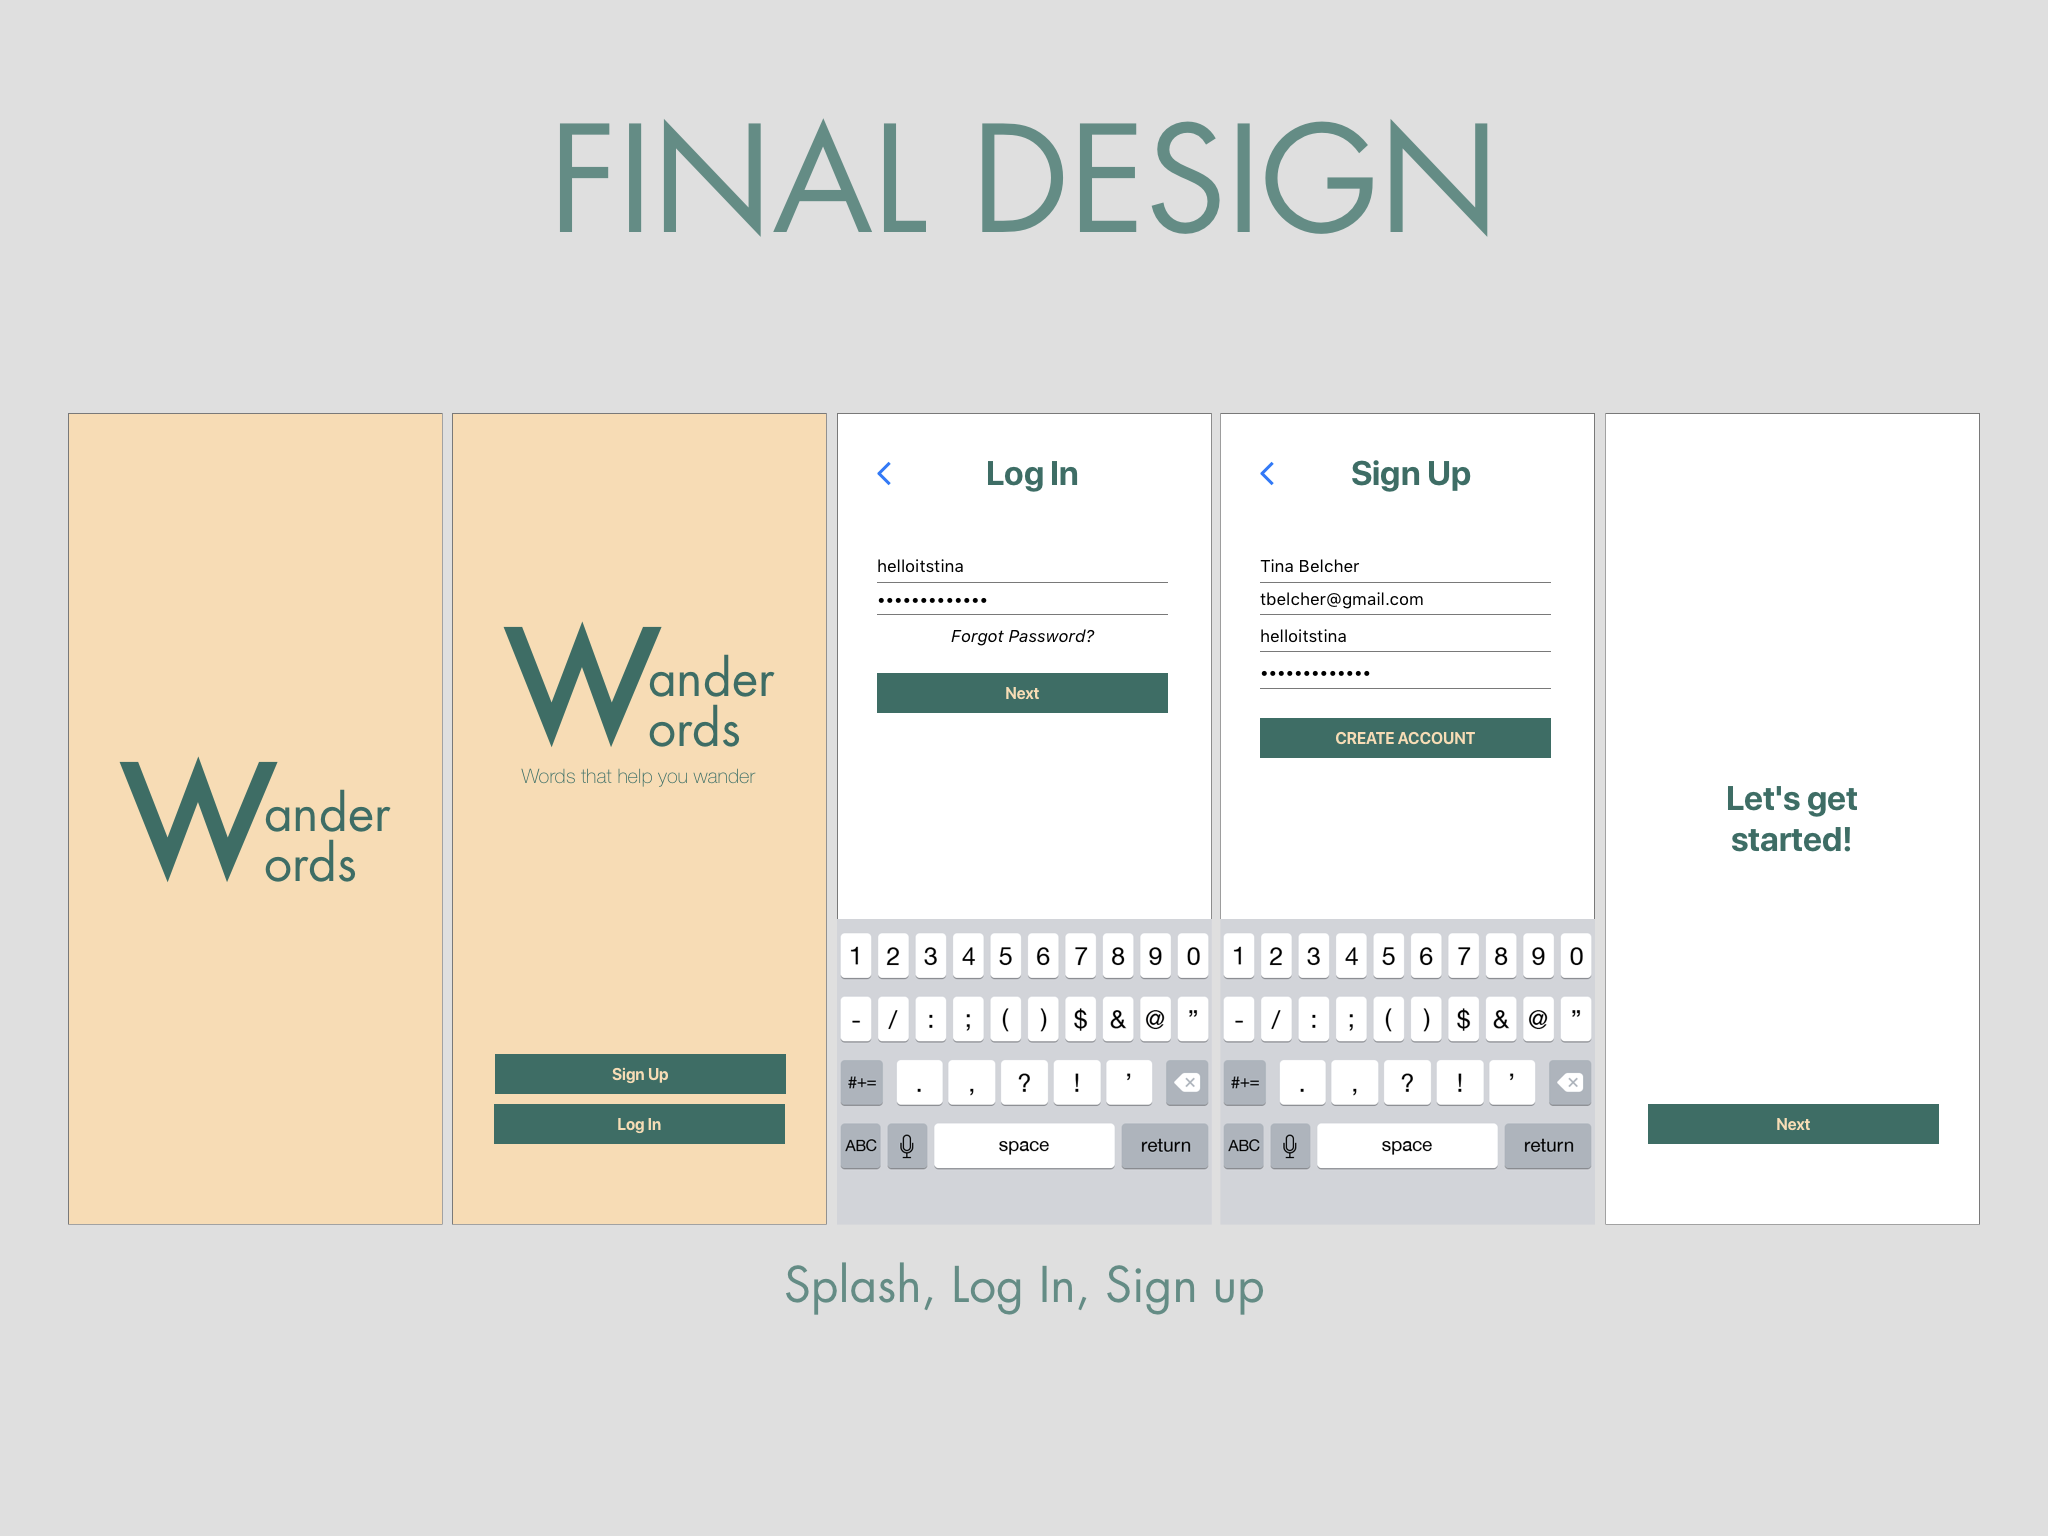 FINAL DESIGN
Wander
ords
Wander
ords
Words that help you wander
Sign Up
Log In
Log In
helloitstina
•••••••••••••
Forgot Password?
Next
1 2 3 4 5 6 7 8 9 0
- / : ; ( ) $ & @ ”
#+= . , ? ! ’
ABC space return
Sign Up
Tina Belcher
tbelcher@gmail.com
helloitstina
•••••••••••••
CREATE ACCOUNT
1 2 3 4 5 6 7 8 9 0
- / : ; ( ) $ & @ ”
#+= . , ? ! ’
ABC space return
Let's get
started!
Next
Splash, Log In, Sign up